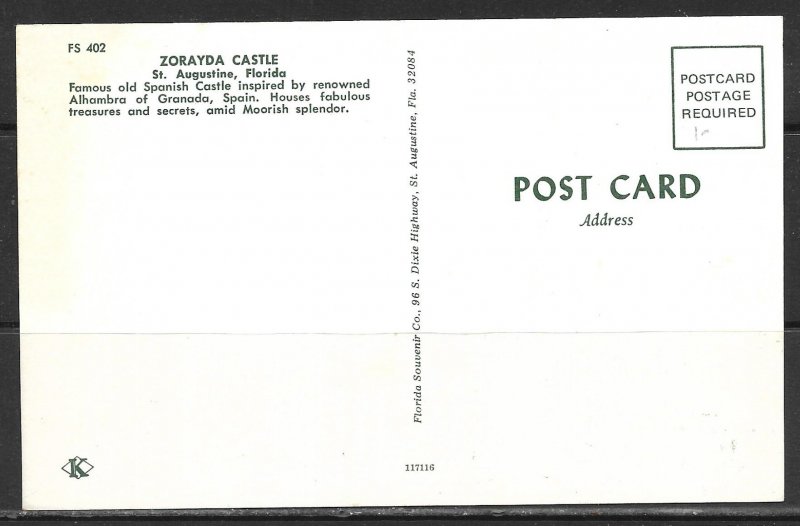 FS 402
ZORAYDA CASTLE
St. Augustine, Florida
Famous old Spanish Castle inspired by renowned
Alhambra of Granada, Spain. Houses fabulous
treasures and secrets, amid Moorish splendor.
Florida Souvenir Co., 96 S. Dixie Highway, St. Augustine, Fla. 32084
POSTCARD
POSTAGE
REQUIRED
POST CARD
Address
K
117116